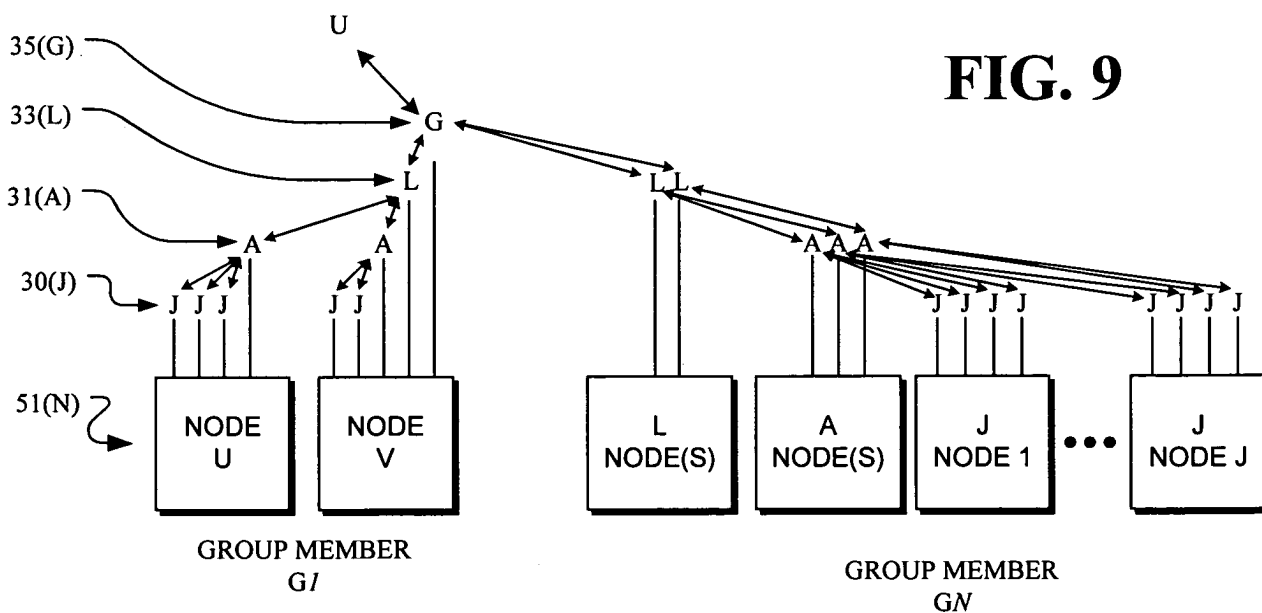 U
35(G)
FIG. 9
33(L)
G
L
L L
31(A)
A
A
A A A
30(J)
J J J
J J
J J J J
J J J J
51(N)
NODE
U
NODE
V
L
NODE(S)
A
NODE(S)
J
NODE 1
J
NODE J
GROUP MEMBER
G1
GROUP MEMBER
GN